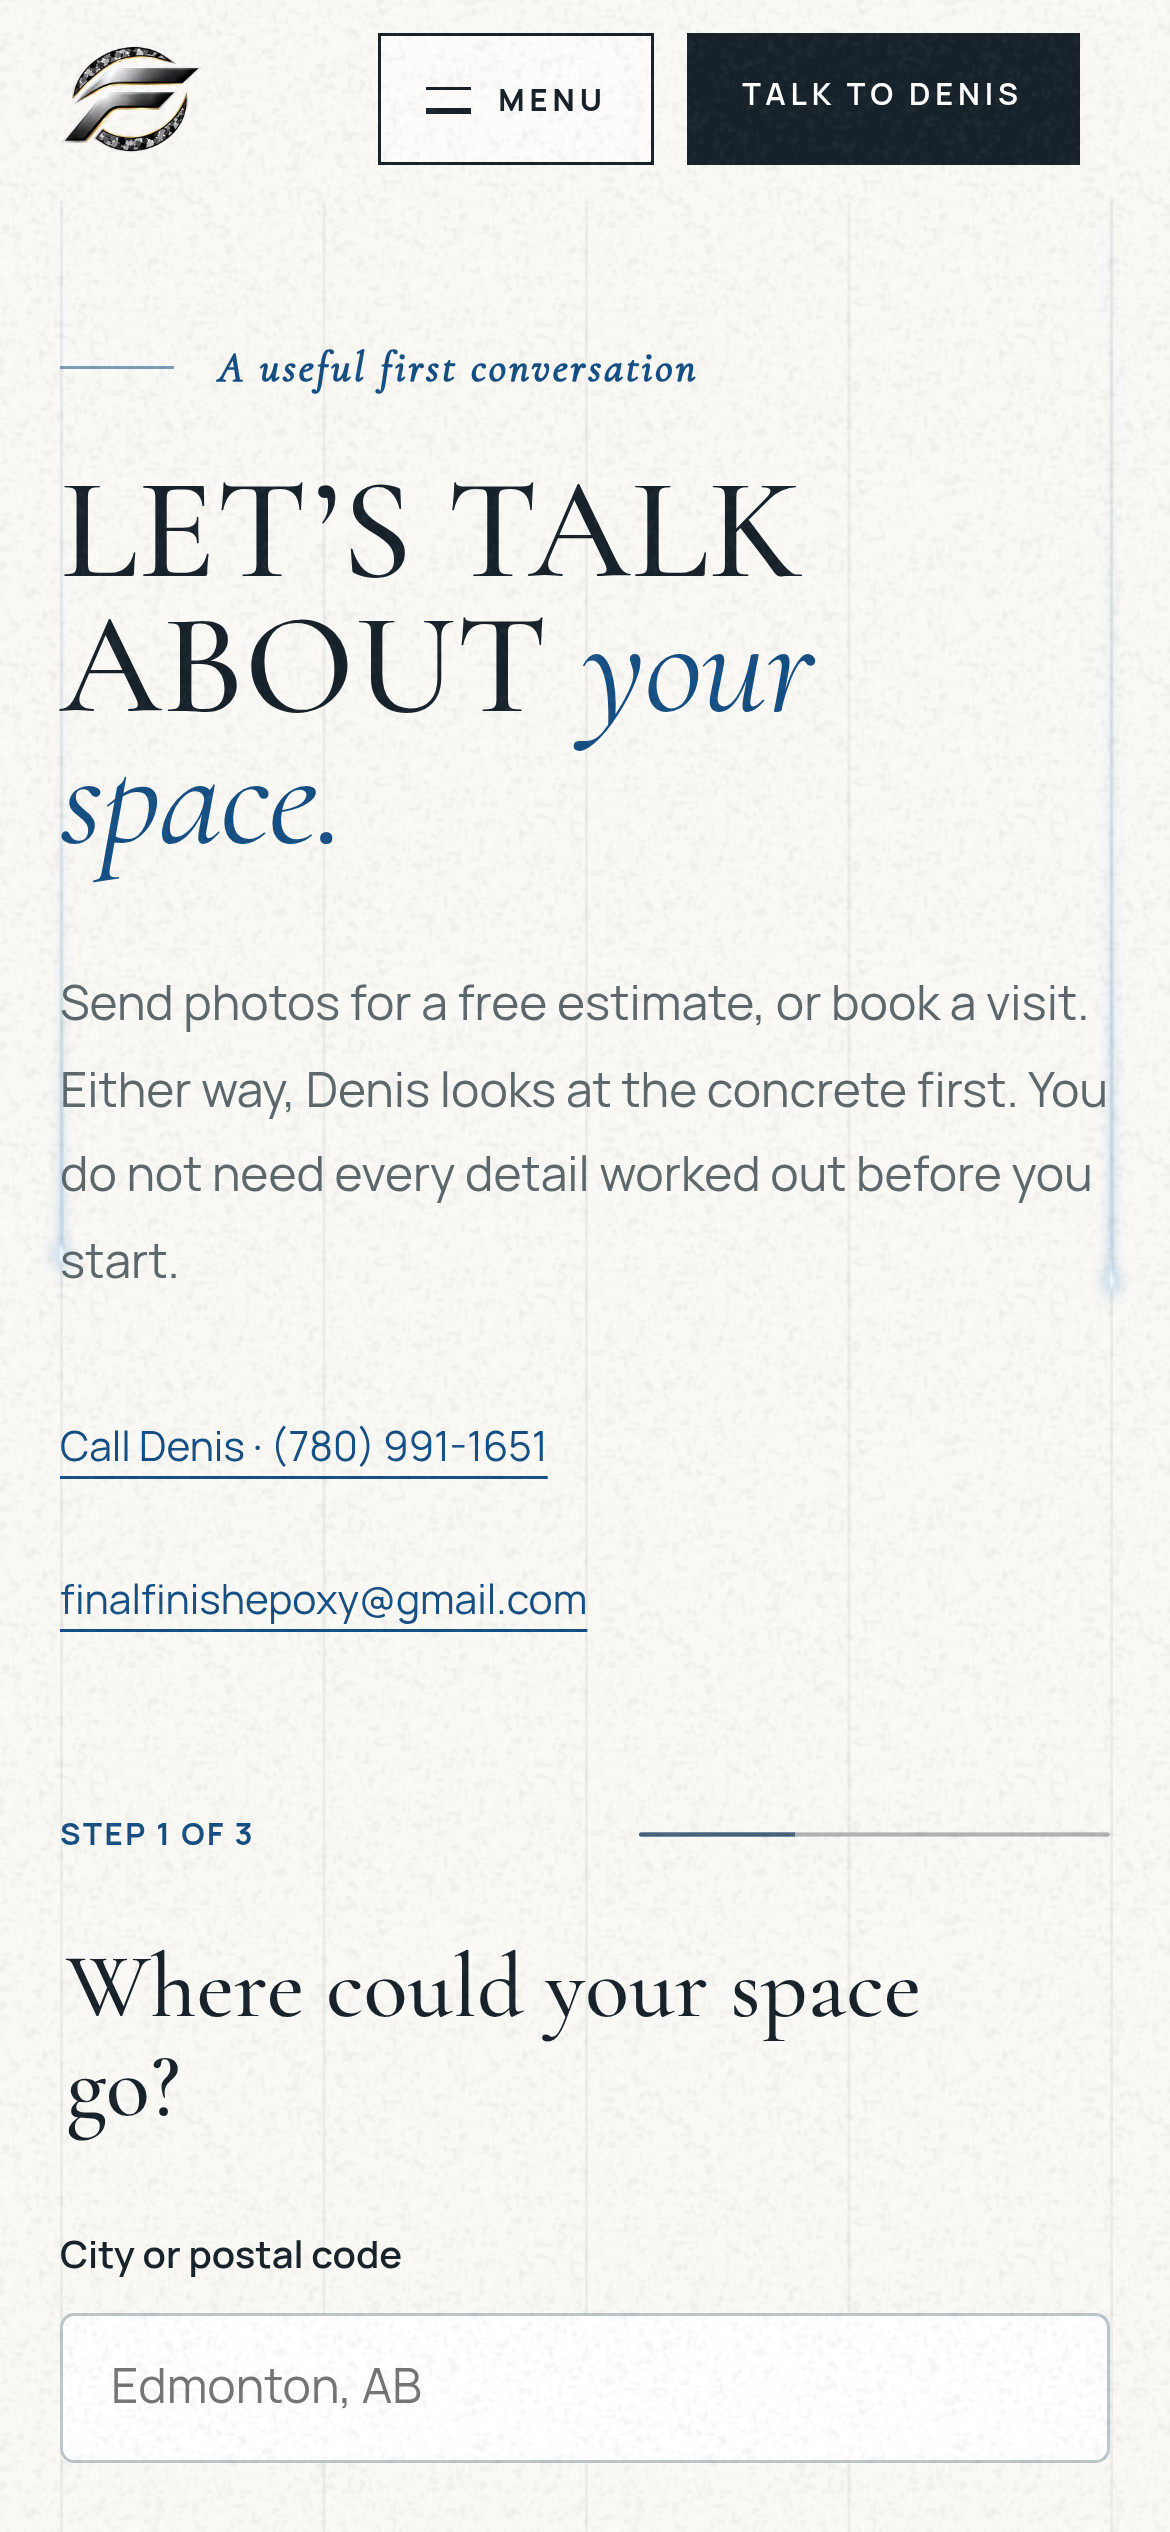 MENU
TALK TO DENIS
A useful first conversation
LET’S TALK
ABOUT your
space.
Send photos for a free estimate, or book a visit.
Either way, Denis looks at the concrete first. You
do not need every detail worked out before you
start.
Call Denis · (780) 991-1651
finalfinishepoxy@gmail.com
STEP 1 OF 3
Where could your space
go?
City or postal code
Edmonton, AB